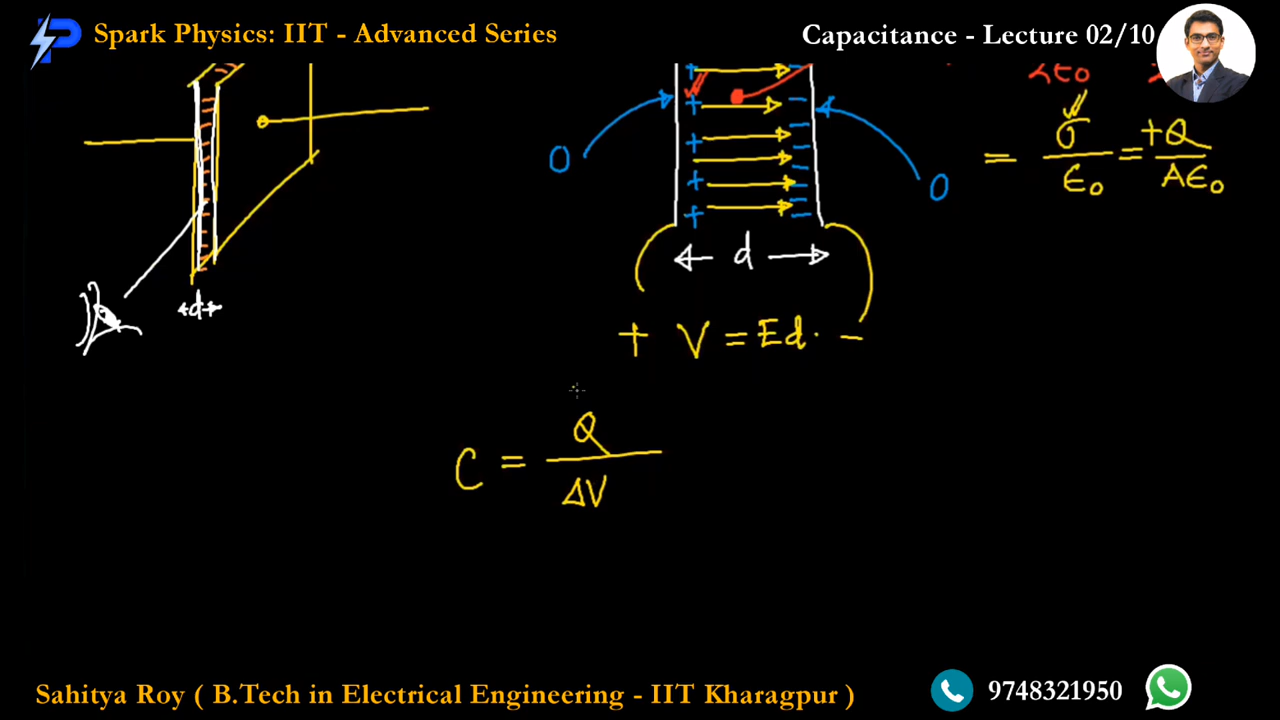 Spark Physics: IIT - Advanced Series
Capacitance - Lecture 02/10
2ϵ₀
0
0
= σ/ϵ₀ = +Q/Aϵ₀
d
d
+ V = Ed. -
C = Q/ΔV
Sahitya Roy ( B.Tech in Electrical Engineering - IIT Kharagpur )
9748321950